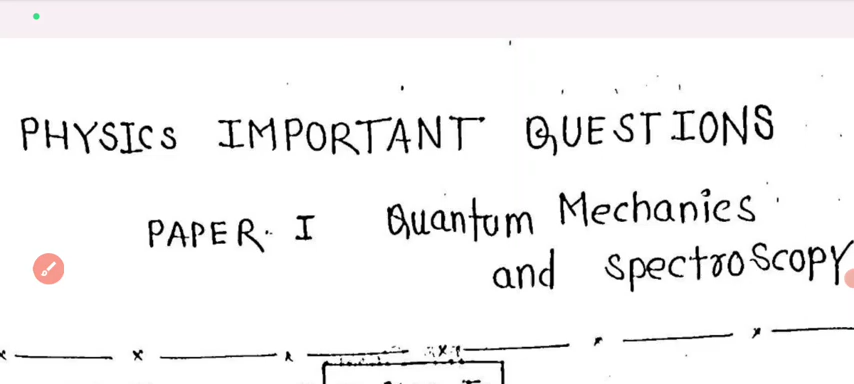 PHYSICS IMPORTANT QUESTIONS
PAPER. I Quantum Mechanics
and SpectroScopy